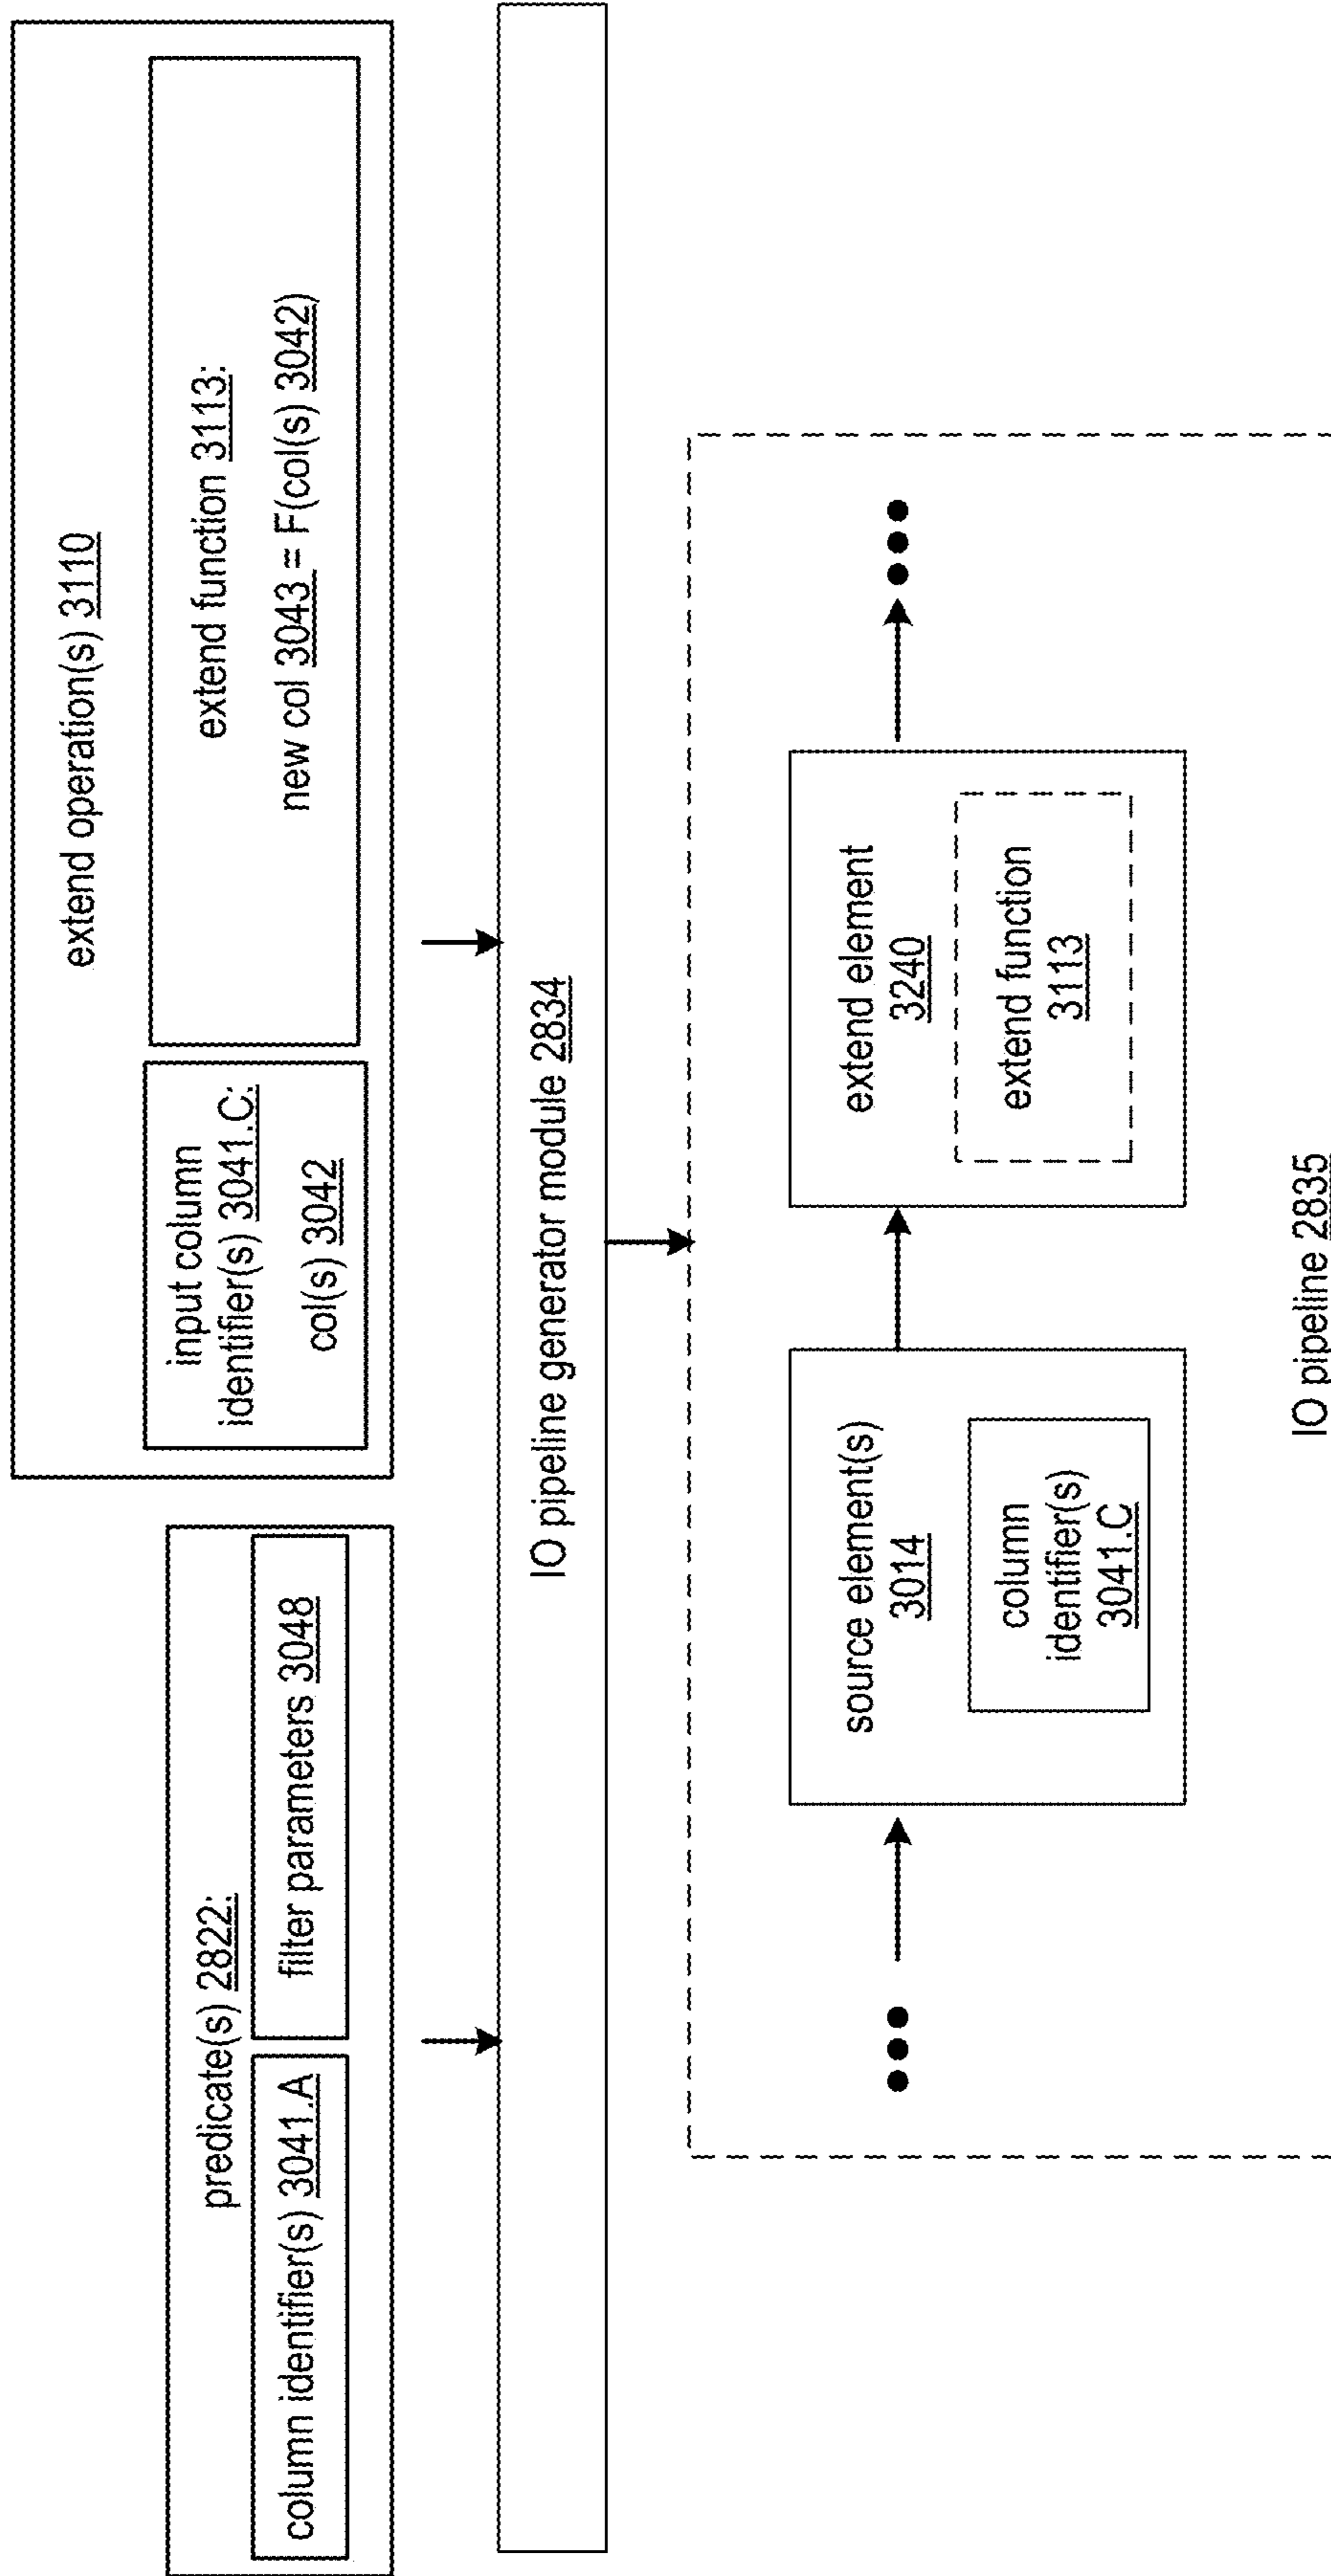 predicate(s) 2822:
column identifier(s) 3041.A
filter parameters 3048
extend operation(s) 3110
input column
identifier(s) 3041.C:
col(s) 3042
extend function 3113:
new col 3043 = F(col(s) 3042)
IO pipeline generator module 2834
source element(s)
3014
column
identifier(s)
3041.C
extend element
3240
extend function
3113
IO pipeline 2835